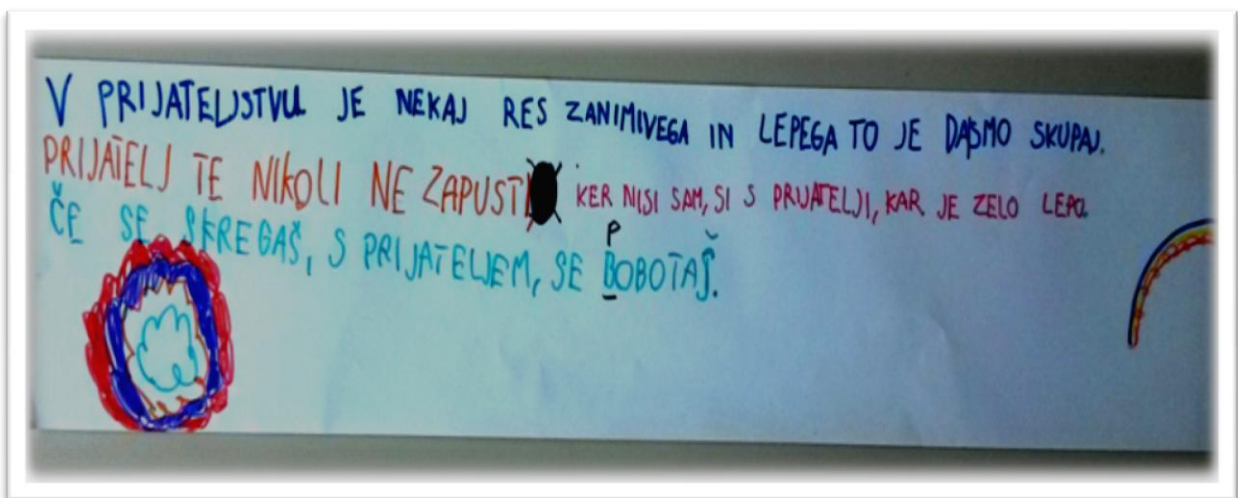 V PRIJATELJSTVU JE NEKAJ RES ZANIMIVEGA IN LEPEGA TO JE DA SMO SKUPAJ.
PRIJATELJ TE NIKOLI NE ZAPUSTI KER NISI SAM, SI S PRIJATELJI, KAR JE ZELO LEPO.
P
ČE SE SKREGAŠ, S PRIJATELJEM, SE BOBOTAŠ.